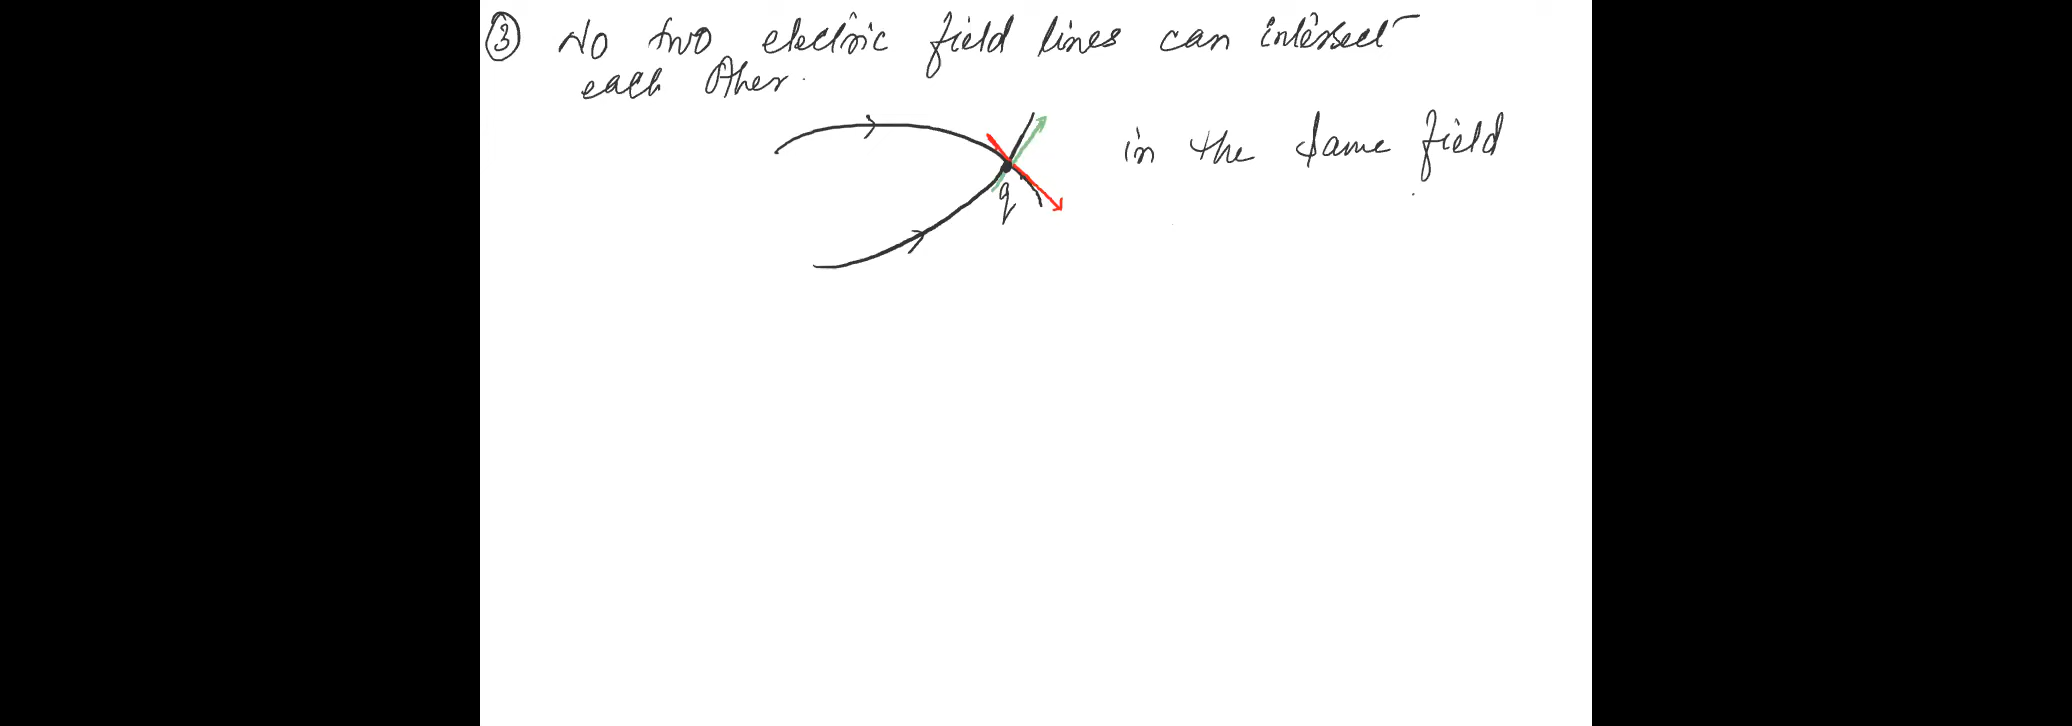 ③ No two electric field lines can intersect
each other.
in the same field
q